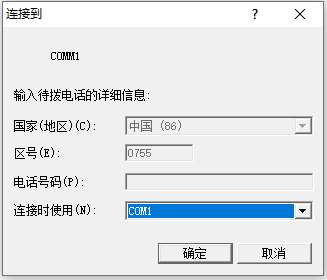 连接到
COMM1
输入待拨电话的详细信息:
国家(地区)(C): 中国 (86)
区号(E): 0755
电话号码(P):
连接时使用(N): COM1
确定 取消